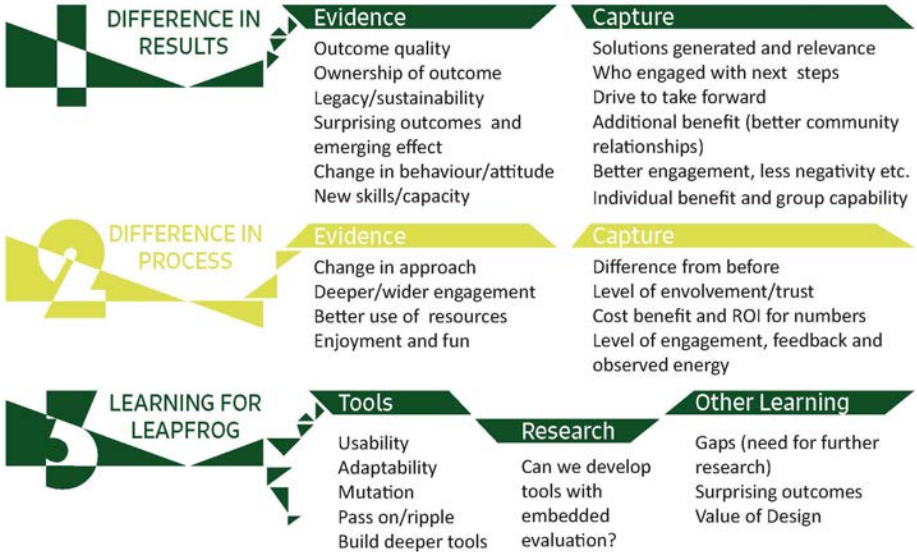 1
DIFFERENCE IN
RESULTS
Evidence
Outcome quality
Ownership of outcome
Legacy/sustainability
Surprising outcomes and
emerging effect
Change in behaviour/attitude
New skills/capacity
Capture
Solutions generated and relevance
Who engaged with next steps
Drive to take forward
Additional benefit (better community
relationships)
Better engagement, less negativity etc.
Individual benefit and group capability
2
DIFFERENCE IN
PROCESS
Evidence
Change in approach
Deeper/wider engagement
Better use of resources
Enjoyment and fun
Capture
Difference from before
Level of envolvement/trust
Cost benefit and ROI for numbers
Level of engagement, feedback and
observed energy
3
LEARNING FOR
LEAPFROG
Tools
Usability
Adaptability
Mutation
Pass on/ripple
Build deeper tools
Research
Can we develop
tools with
embedded
evaluation?
Other Learning
Gaps (need for further
research)
Surprising outcomes
Value of Design